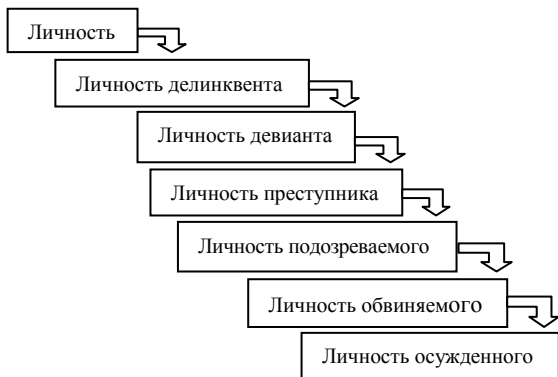 Личность
Личность делинквента
Личность девианта
Личность преступника
Личность подозреваемого
Личность обвиняемого
Личность осужденного